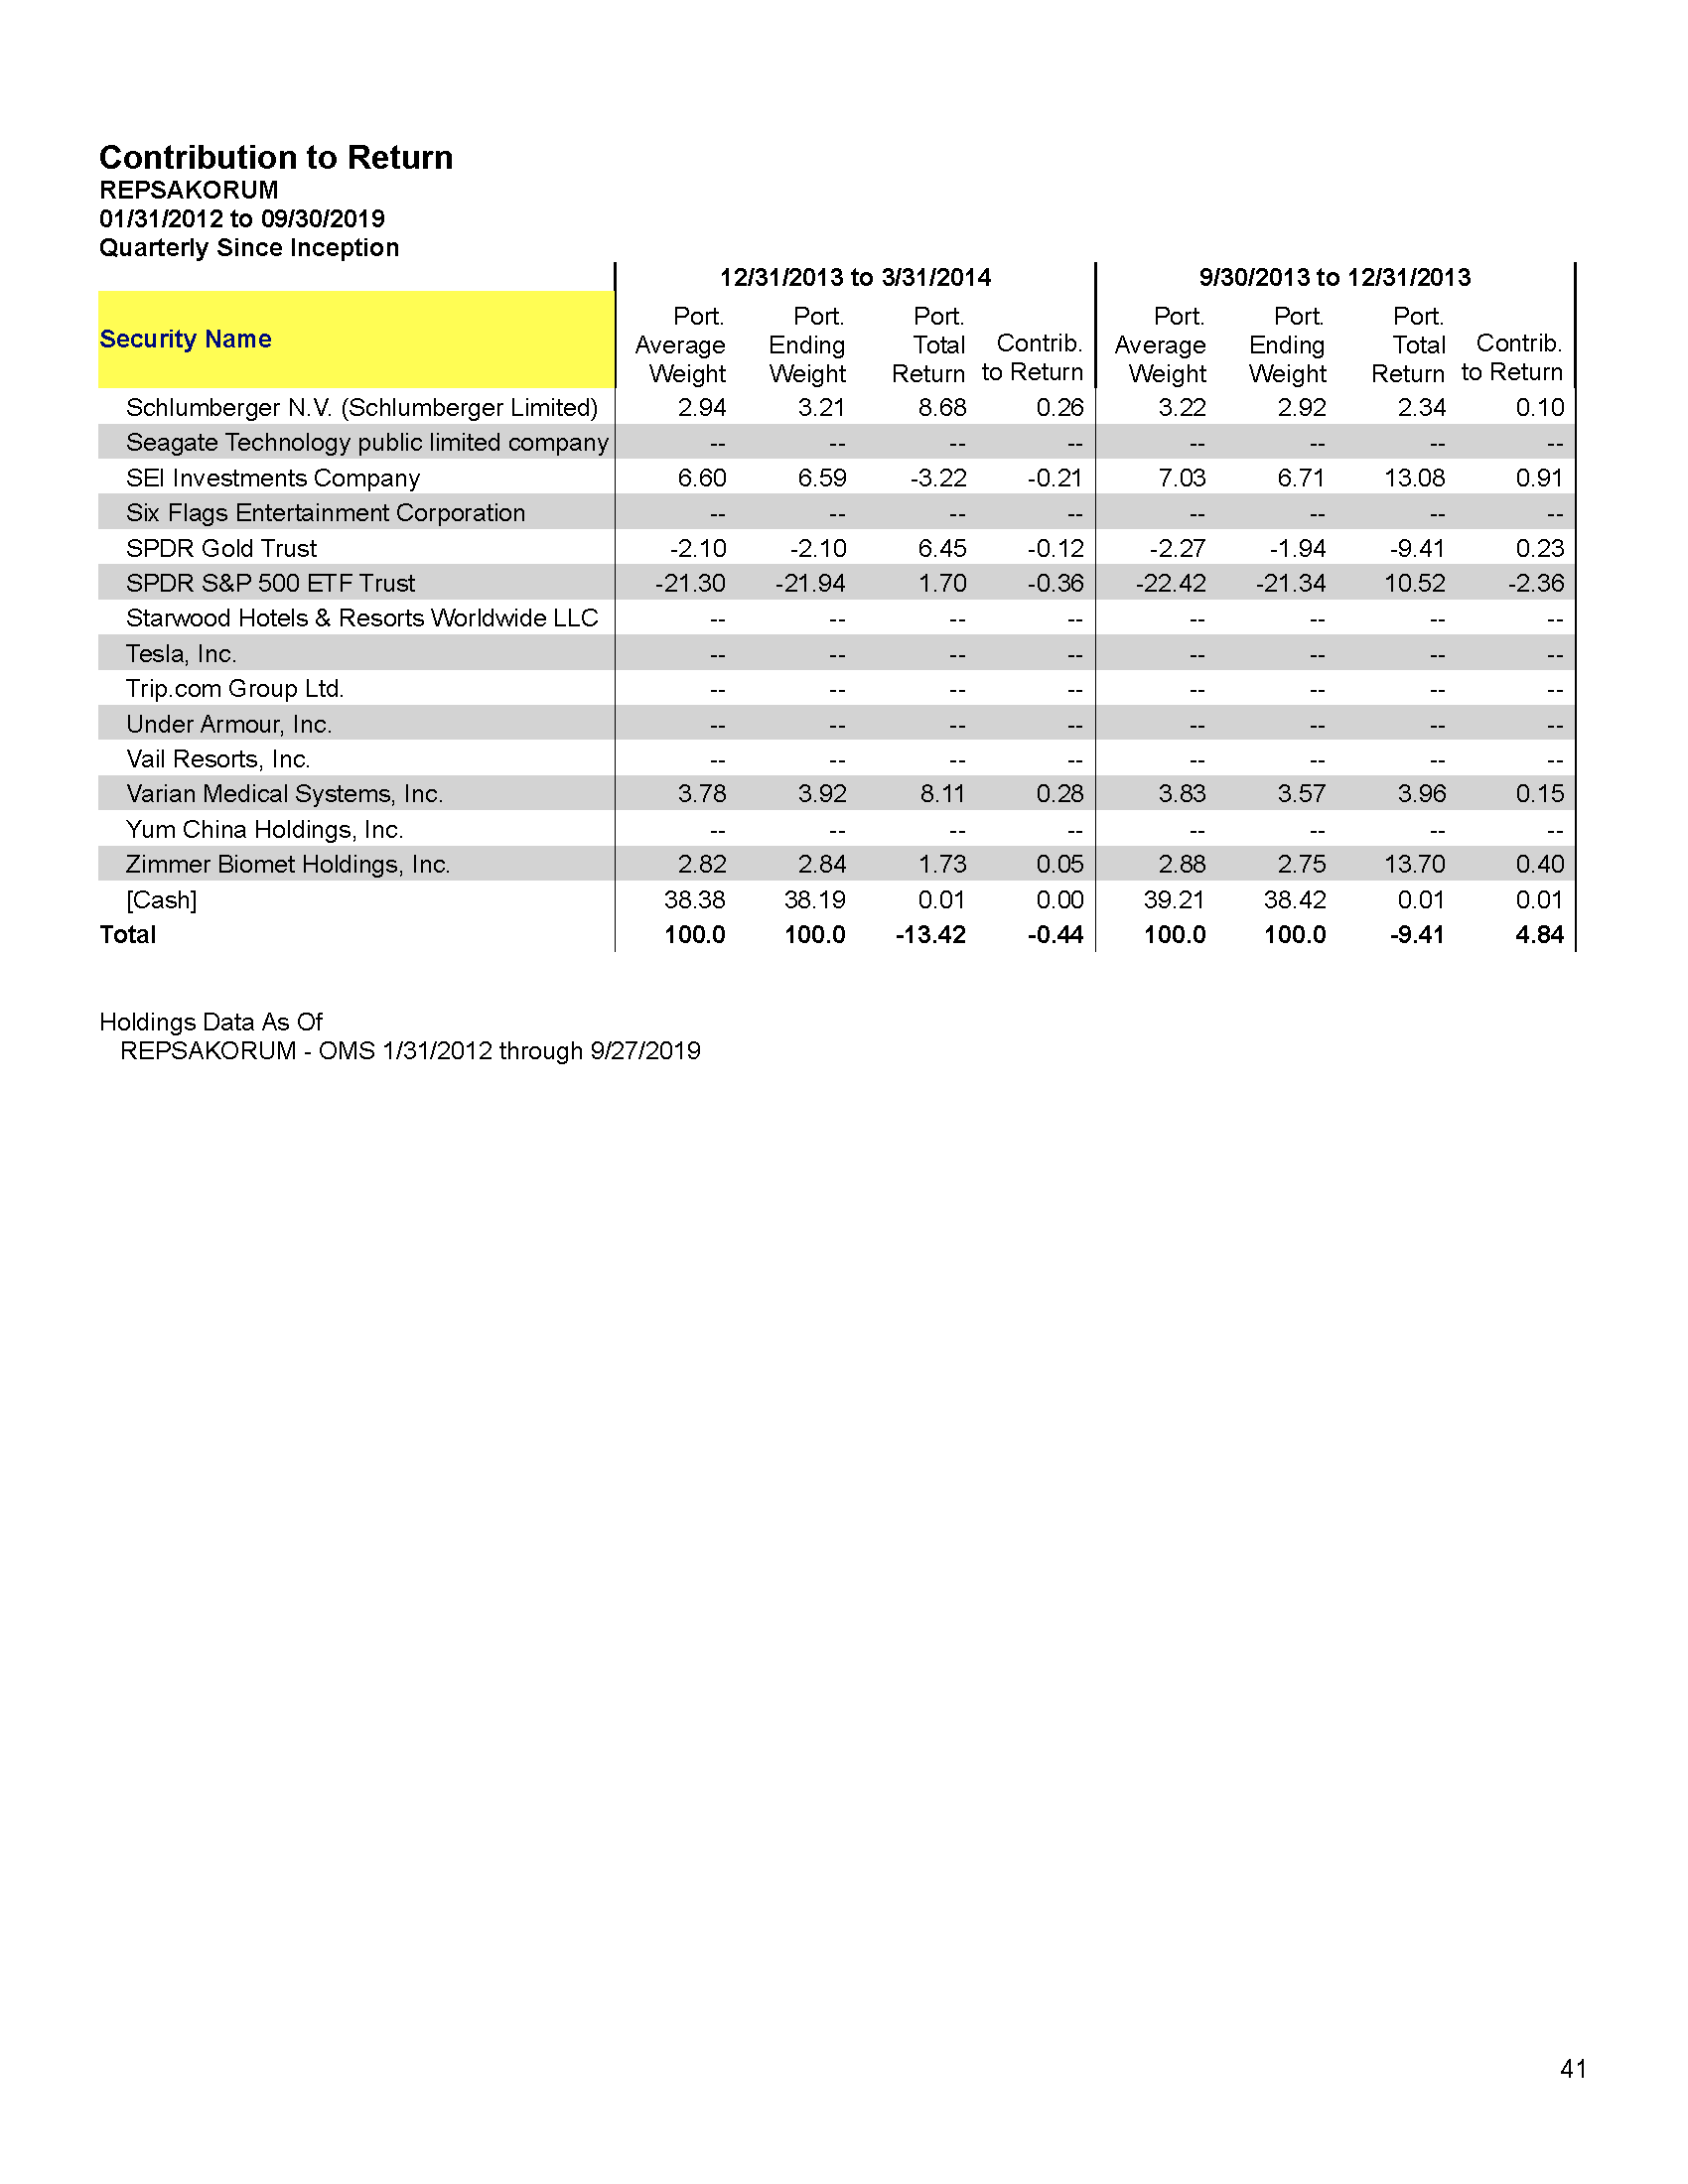 Contribution to Return
REPSAKORUM
01/31/2012 to 09/30/2019
Quarterly Since Inception
12/31/2013 to 3/31/2014 9/30/2013 to 12/31/2013
Security Name Port. Average Weight Port. Ending Weight Port. Total Return Contrib. to Return Port. Average Weight Port. Ending Weight Port. Total Return Contrib. to Return
Schlumberger N.V. (Schlumberger Limited) 2.94 3.21 8.68 0.26 3.22 2.92 2.34 0.10
Seagate Technology public limited company -- -- -- -- -- -- -- --
SEI Investments Company 6.60 6.59 -3.22 -0.21 7.03 6.71 13.08 0.91
Six Flags Entertainment Corporation -- -- -- -- -- -- -- --
SPDR Gold Trust -2.10 -2.10 6.45 -0.12 -2.27 -1.94 -9.41 0.23
SPDR S&P 500 ETF Trust -21.30 -21.94 1.70 -0.36 -22.42 -21.34 10.52 -2.36
Starwood Hotels & Resorts Worldwide LLC -- -- -- -- -- -- -- --
Tesla, Inc. -- -- -- -- -- -- -- --
Trip.com Group Ltd. -- -- -- -- -- -- -- --
Under Armour, Inc. -- -- -- -- -- -- -- --
Vail Resorts, Inc. -- -- -- -- -- -- -- --
Varian Medical Systems, Inc. 3.78 3.92 8.11 0.28 3.83 3.57 3.96 0.15
Yum China Holdings, Inc. -- -- -- -- -- -- -- --
Zimmer Biomet Holdings, Inc. 2.82 2.84 1.73 0.05 2.88 2.75 13.70 0.40
[Cash] 38.38 38.19 0.01 0.00 39.21 38.42 0.01 0.01
Total 100.0 100.0 -13.42 -0.44 100.0 100.0 -9.41 4.84
Holdings Data As Of
REPSAKORUM - OMS 1/31/2012 through 9/27/2019
41